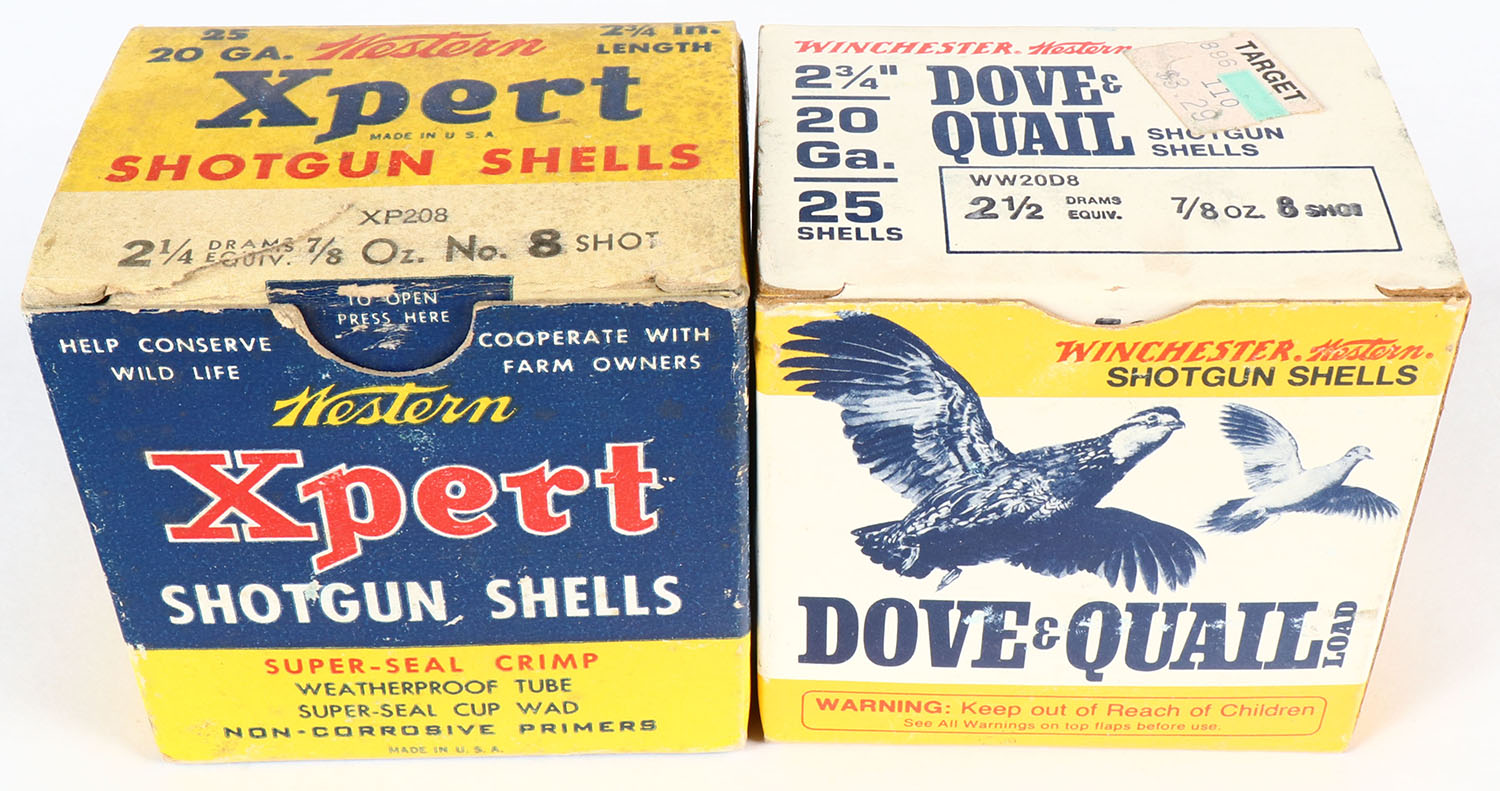 25
20 GA. Western 2¾ in. LENGTH
Xpert
MADE IN U.S.A.
SHOTGUN SHELLS
XP208
2¼ DRAMS EQUIV. ⅞ Oz. No. 8 SHOT
TO OPEN
PRESS HERE
HELP CONSERVE
WILD LIFE
COOPERATE WITH
FARM OWNERS
Western
Xpert
SHOTGUN SHELLS
SUPER-SEAL CRIMP
WEATHERPROOF TUBE
SUPER-SEAL CUP WAD
NON-CORROSIVE PRIMERS
MADE IN U.S.A.
WINCHESTER. Western
TARGET
896 110
$3.29
2¾"
20
Ga.
25
SHELLS
DOVE &
QUAIL
SHOTGUN
SHELLS
WW20D8
2½ DRAMS EQUIV. 7/8 OZ. 8 SHOT
WINCHESTER. Western.
SHOTGUN SHELLS
DOVE & QUAIL LOAD
WARNING: Keep out of Reach of Children
See All Warnings on top flaps before use.